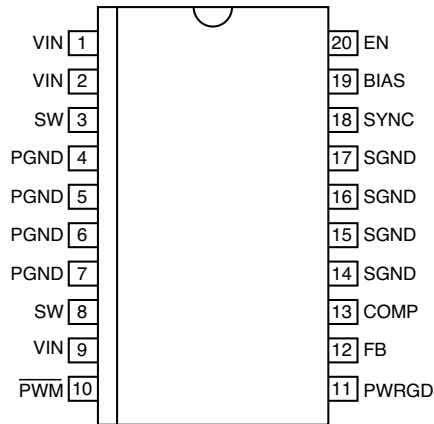 VIN 1 20 EN
VIN 2 19 BIAS
SW 3 18 SYNC
PGND 4 17 SGND
PGND 5 16 SGND
PGND 6 15 SGND
PGND 7 14 SGND
SW 8 13 COMP
VIN 9 12 FB
P̅W̅M̅ 10 11 PWRGD